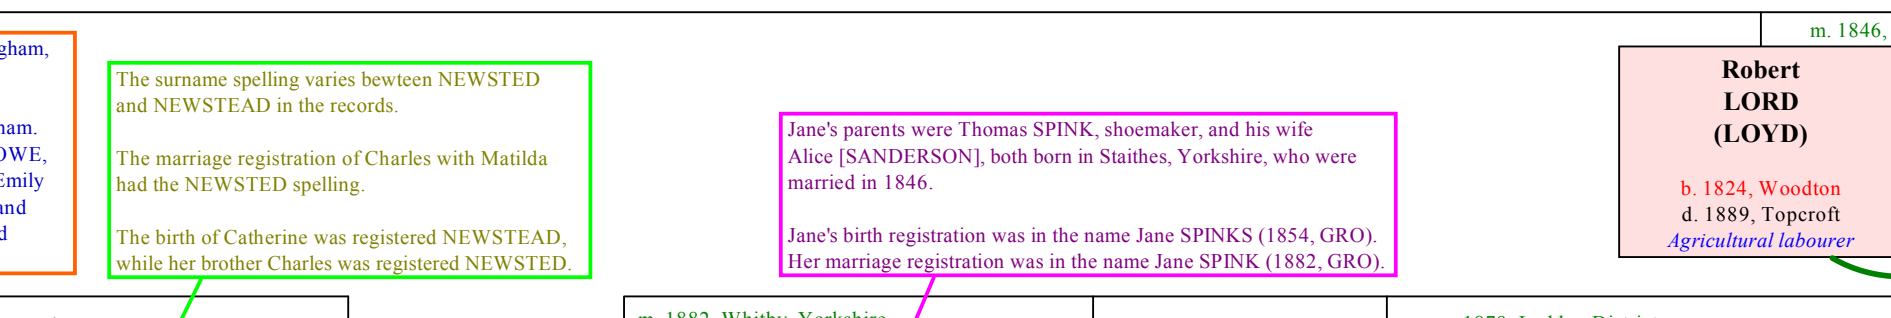 The surname spelling varies bewteen NEWSTED
and NEWSTEAD in the records.
The marriage registration of Charles with Matilda
had the NEWSTED spelling.
The birth of Catherine was registered NEWSTEAD,
while her brother Charles was registered NEWSTED.
Jane's parents were Thomas SPINK, shoemaker, and his wife
Alice [SANDERSON], both born in Staithes, Yorkshire, who were
married in 1846.
Jane's birth registration was in the name Jane SPINKS (1854, GRO).
Her marriage registration was in the name Jane SPINK (1882, GRO).
m. 1846,
Robert
LORD
(LOYD)
b. 1824, Woodton
d. 1889, Topcroft
Agricultural labourer
Emily
and
m. 1882, Whitby, Yorkshire